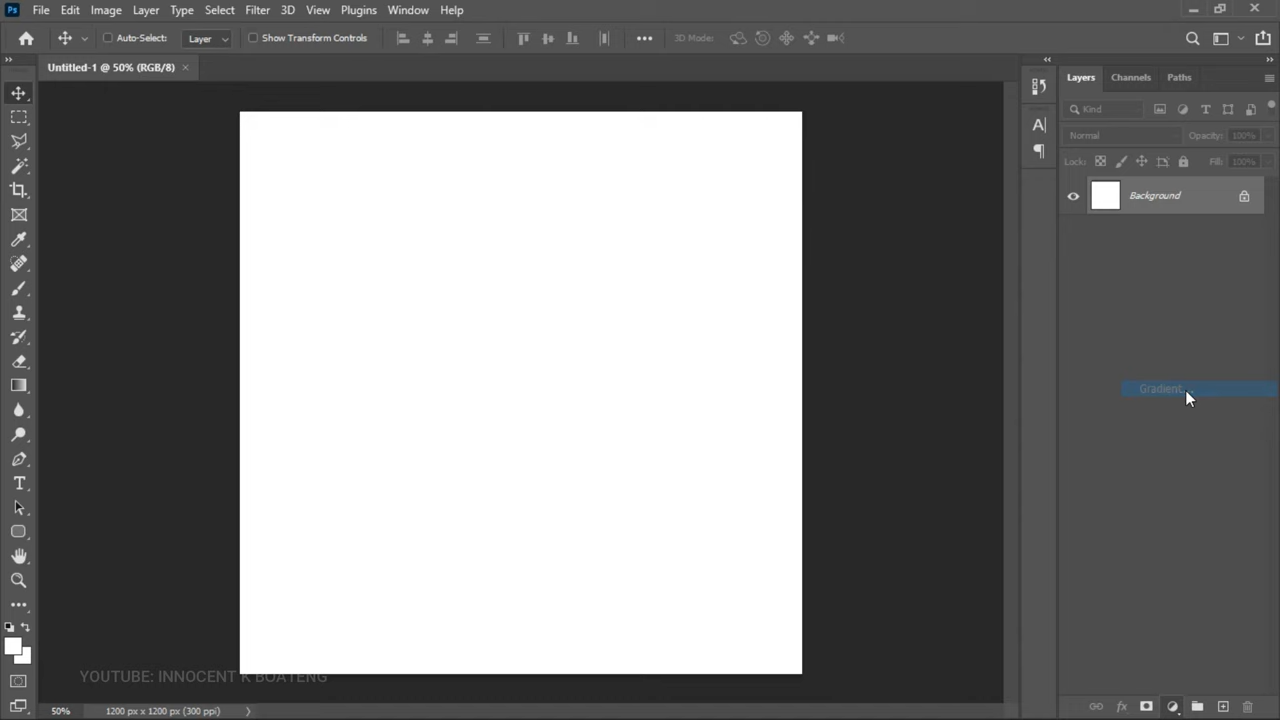 Ps File Edit Image Layer Type Select Filter 3D View Plugins Window Help
Auto-Select: Layer Show Transform Controls 3D Mode:
Untitled-1 @ 50% (RGB/8)
Layers Channels Paths
Kind
Normal Opacity: 100%
Lock: Fill: 100%
Background
Gradient...
YOUTUBE: INNOCENT K BOATENG
50% 1200 px x 1200 px (300 ppi)